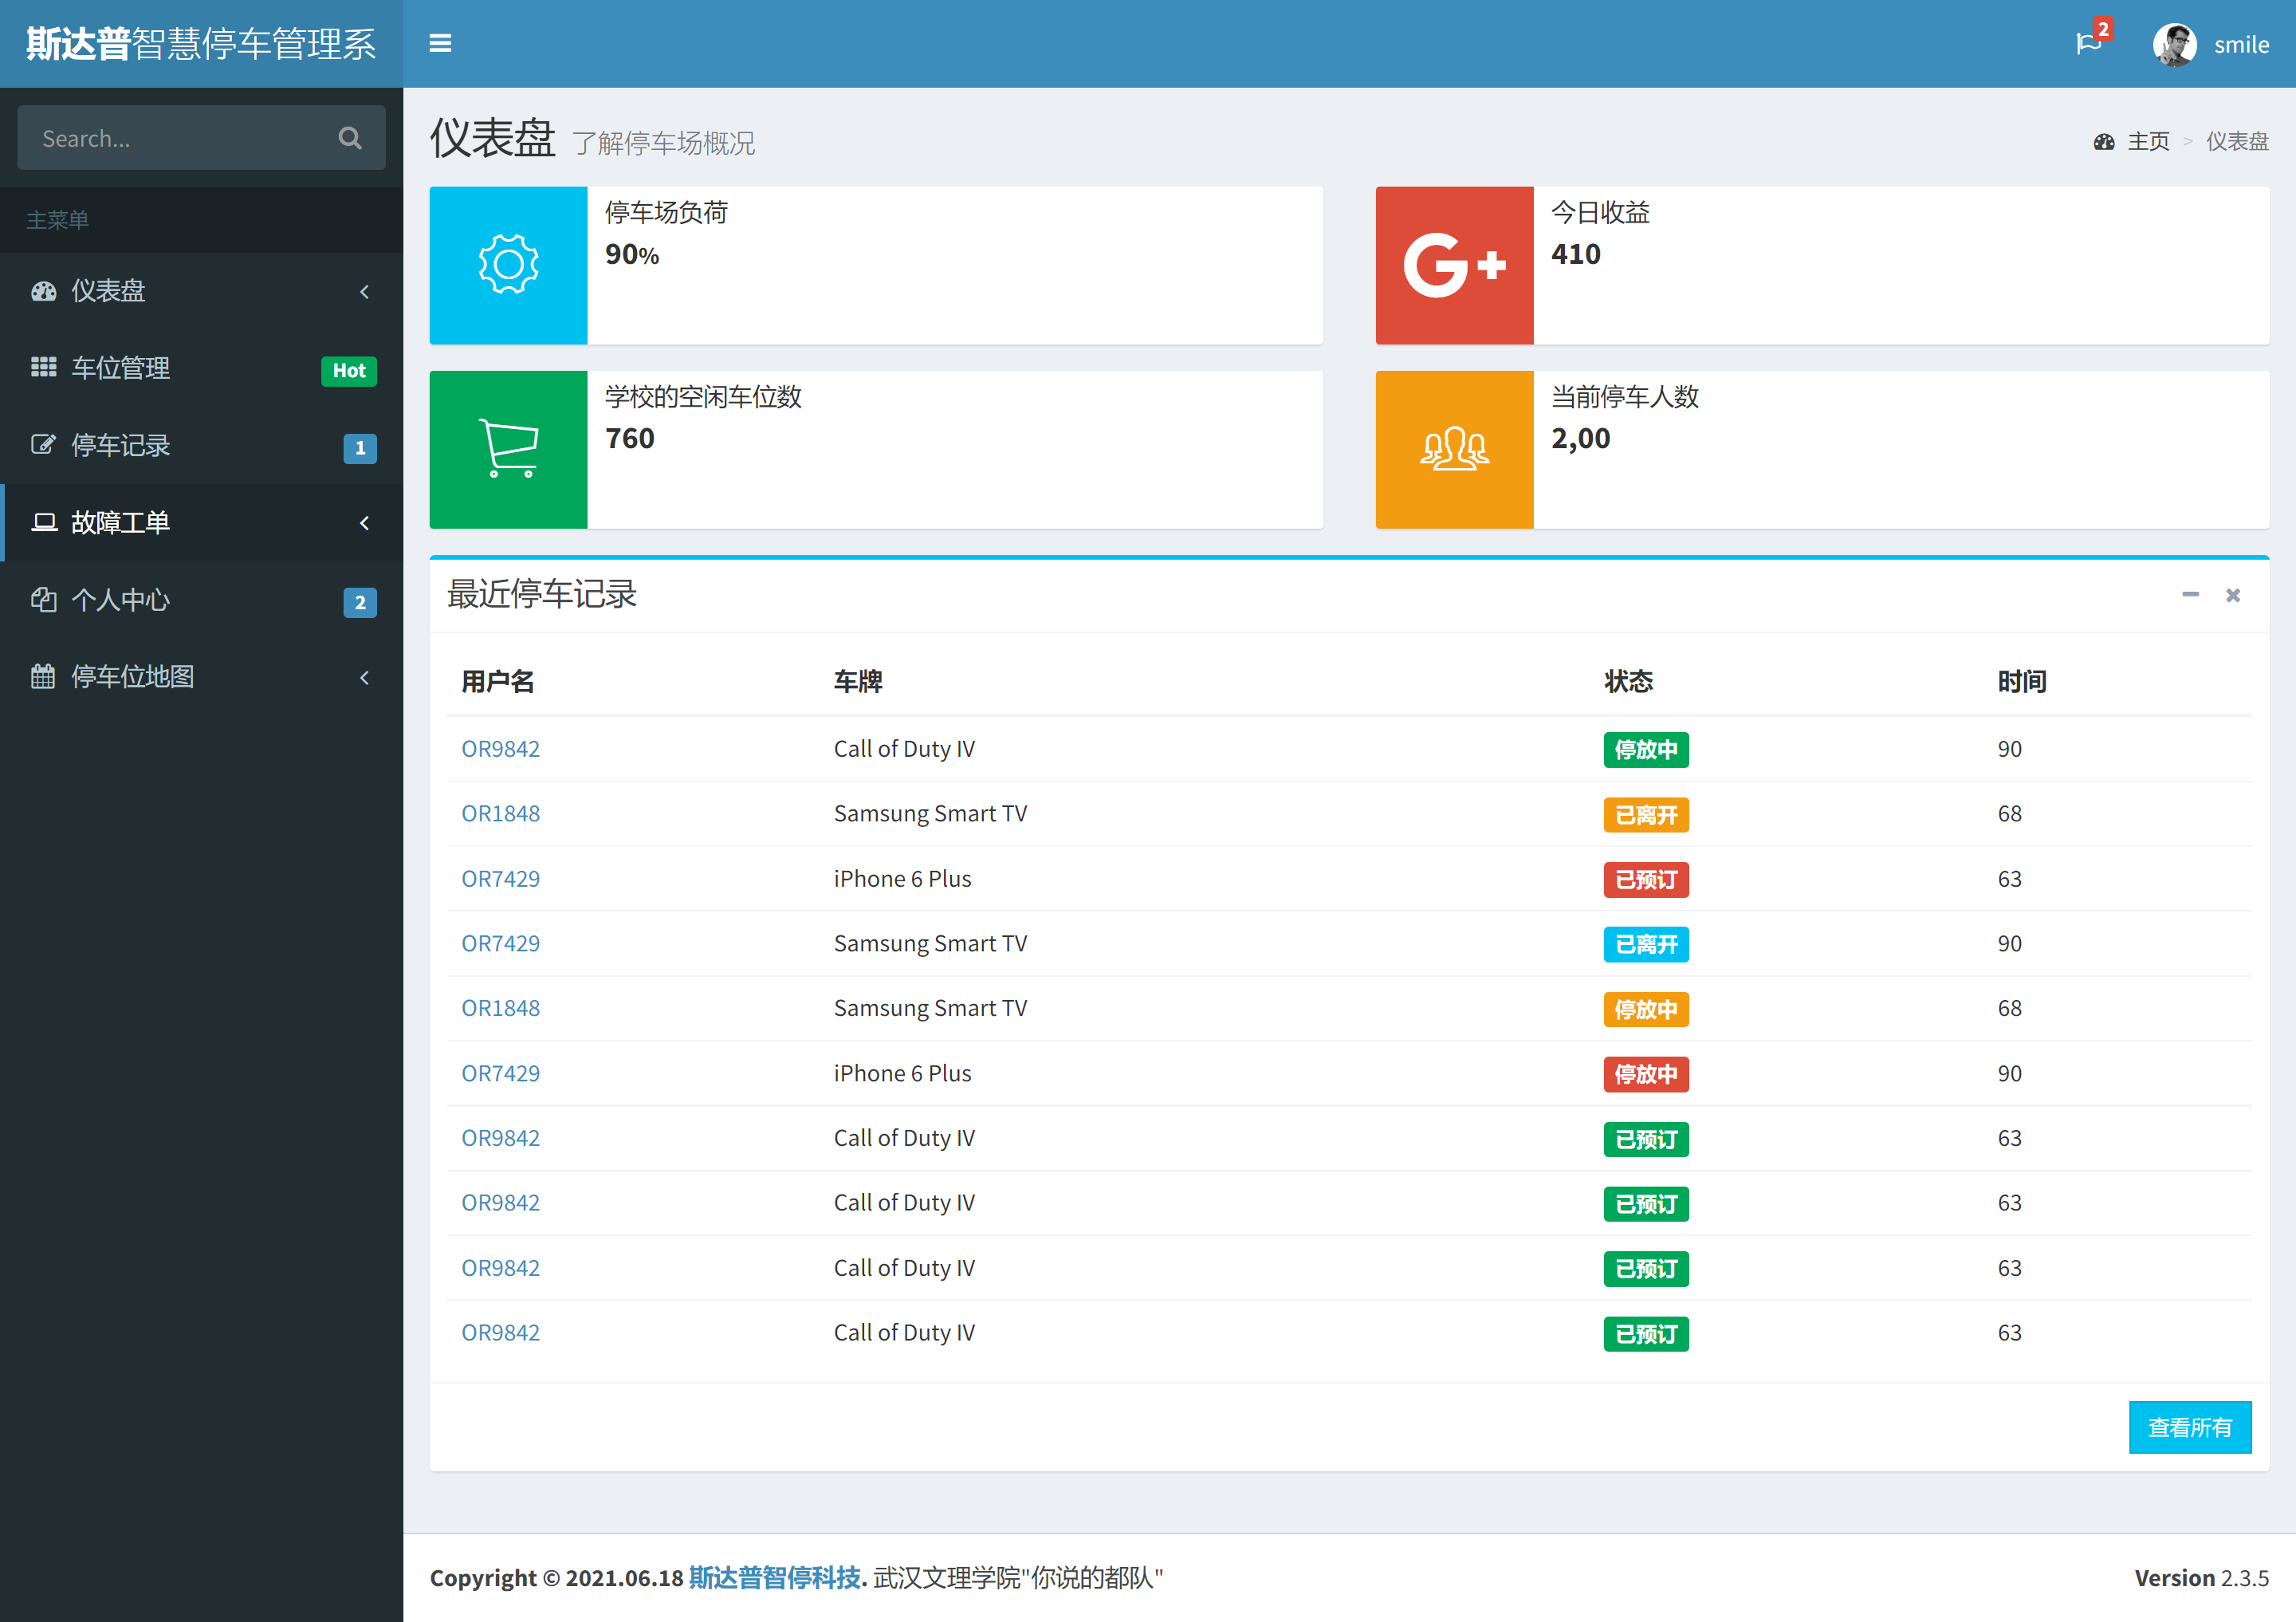 斯达普智慧停车管理系
2
smile
Search...
主菜单
仪表盘
车位管理 Hot
停车记录 1
故障工单
个人中心 2
停车位地图
仪表盘 了解停车场概况
主页 > 仪表盘
停车场负荷
90%
今日收益
410
学校的空闲车位数
760
当前停车人数
2,00
最近停车记录
用户名 车牌 状态 时间
OR9842 Call of Duty IV 停放中 90
OR1848 Samsung Smart TV 已离开 68
OR7429 iPhone 6 Plus 已预订 63
OR7429 Samsung Smart TV 已离开 90
OR1848 Samsung Smart TV 停放中 68
OR7429 iPhone 6 Plus 停放中 90
OR9842 Call of Duty IV 已预订 63
OR9842 Call of Duty IV 已预订 63
OR9842 Call of Duty IV 已预订 63
OR9842 Call of Duty IV 已预订 63
查看所有
Copyright © 2021.06.18 斯达普智停科技. 武汉文理学院"你说的都队"
Version 2.3.5